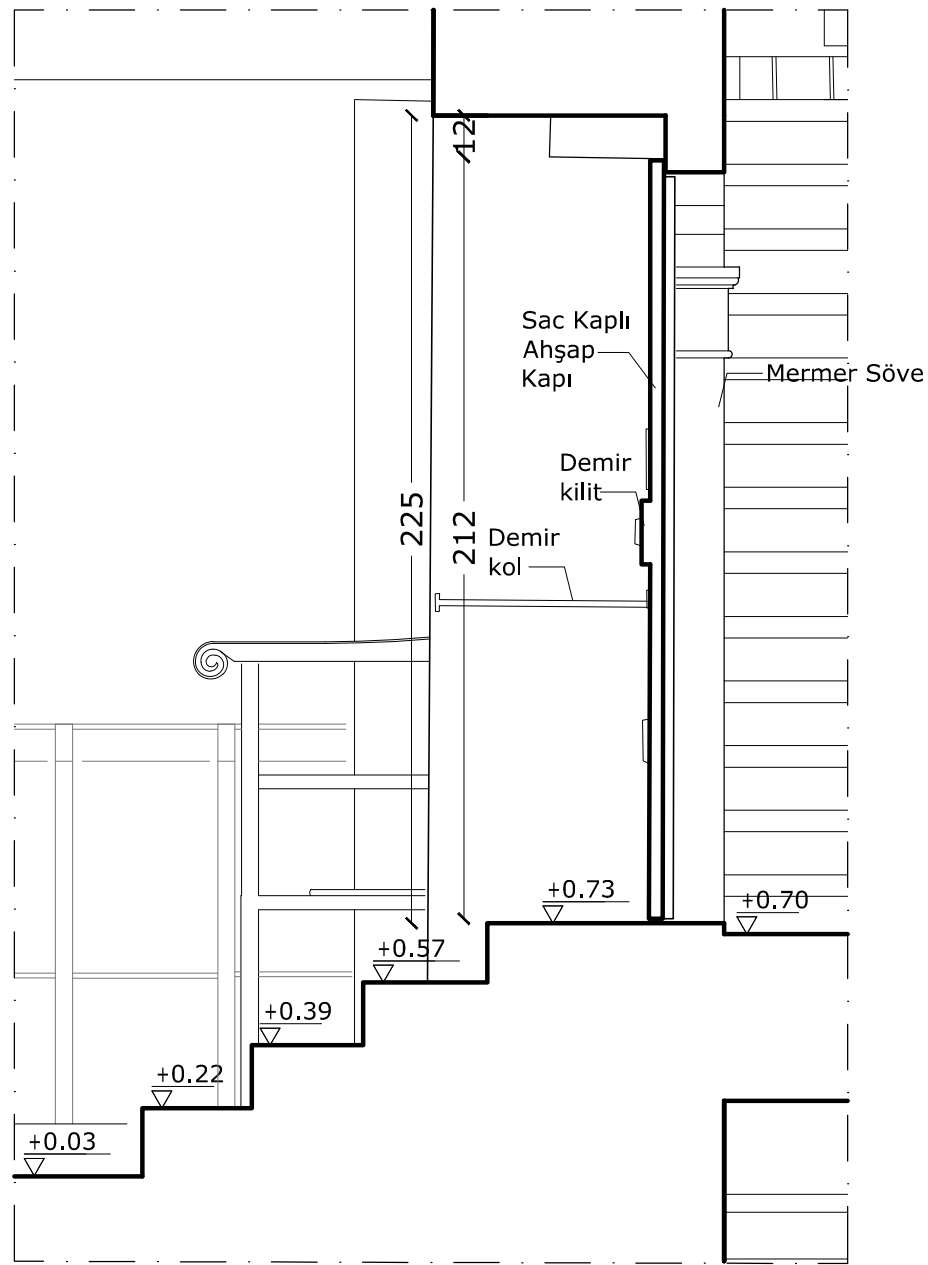 12
Sac Kaplı
Ahşap
Kapı
Mermer Söve
Demir
kilit
225
212
Demir
kol
+0.73
+0.70
+0.57
+0.39
+0.22
+0.03